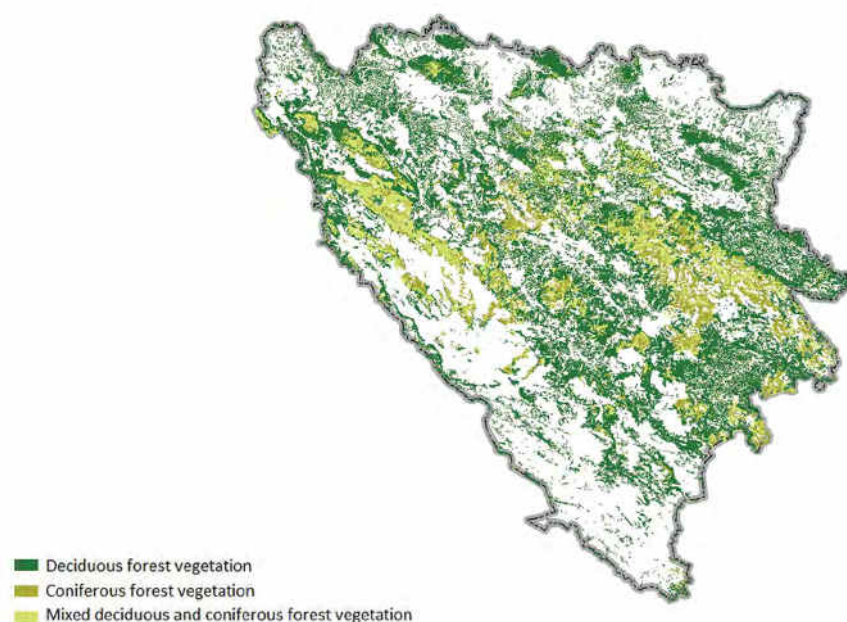 Deciduous forest vegetation
Coniferous forest vegetation
Mixed deciduous and coniferous forest vegetation